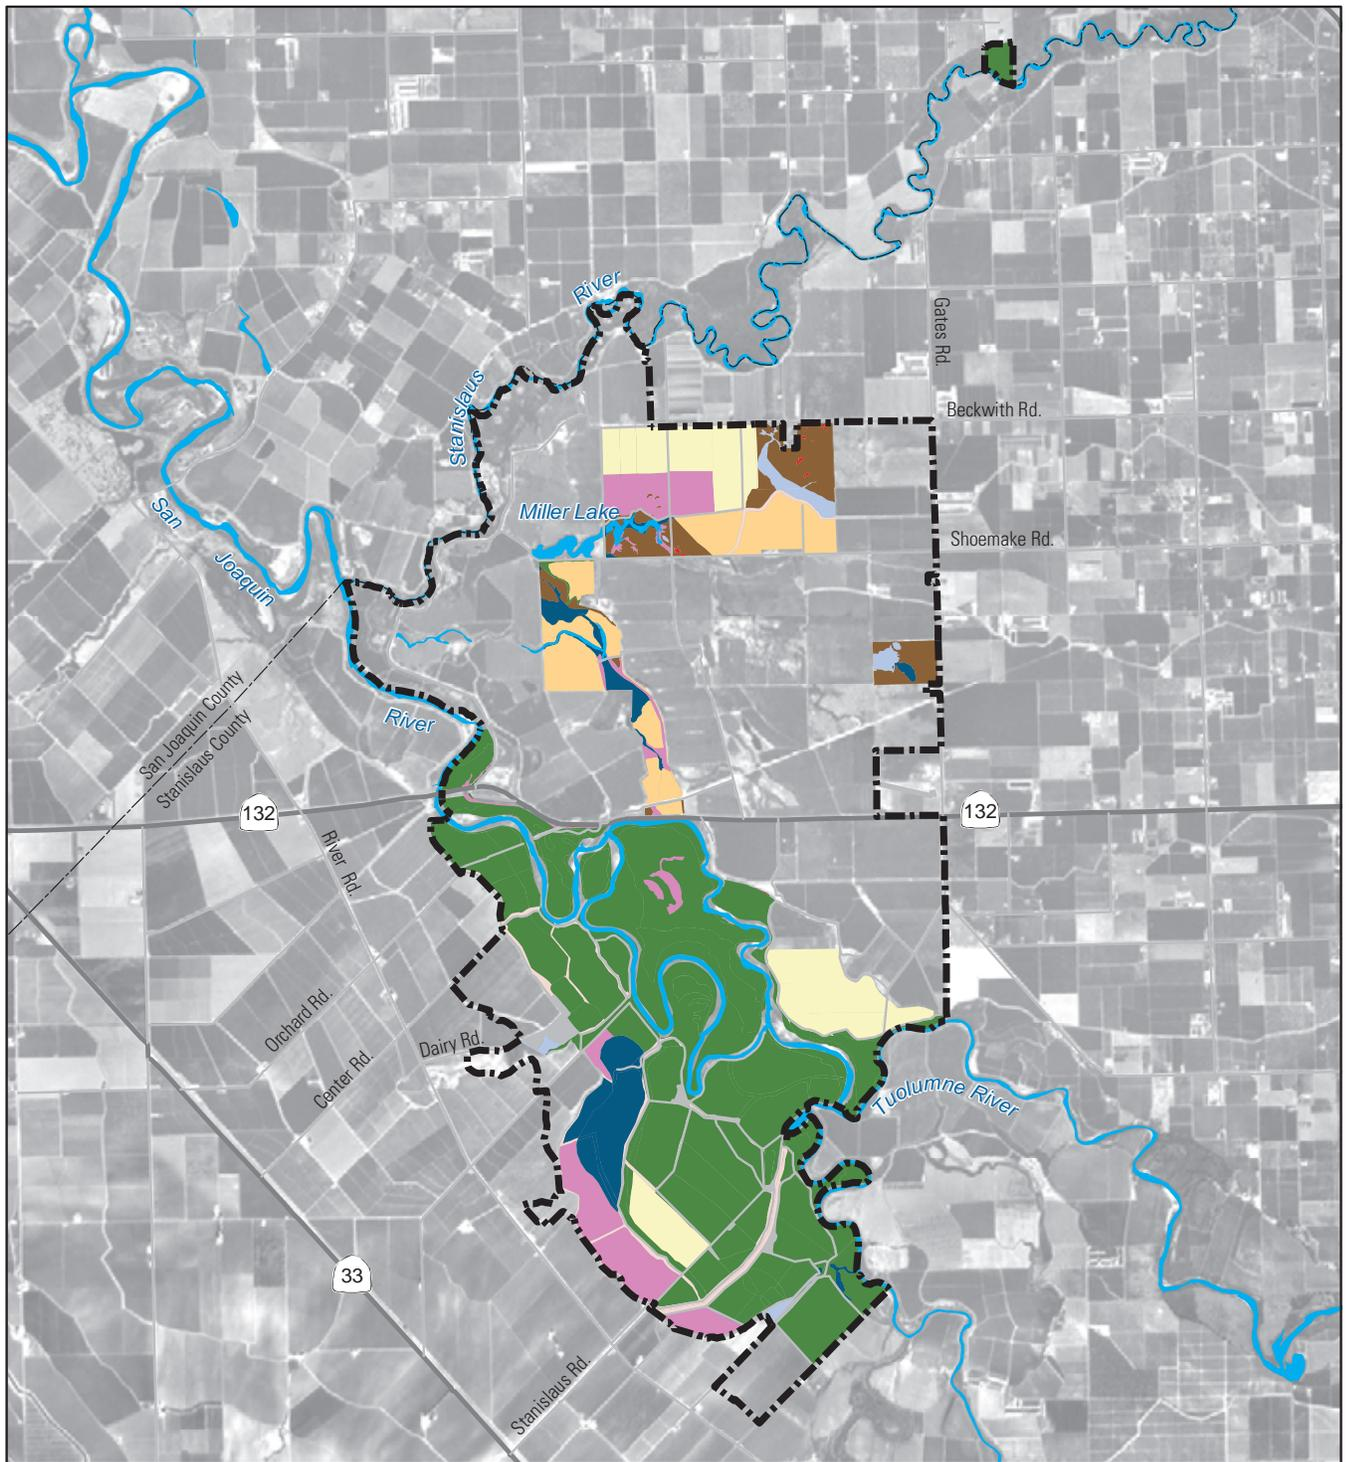 River
Gates Rd.
Stanislaus
Beckwith Rd.
San
Miller Lake
Shoemake Rd.
Joaquin
San Joaquin County
Stanislaus County
River
132
132
River Rd.
Orchard Rd.
Center Rd.
Dairy Rd.
Tuolumne River
33
Stanislaus Rd.